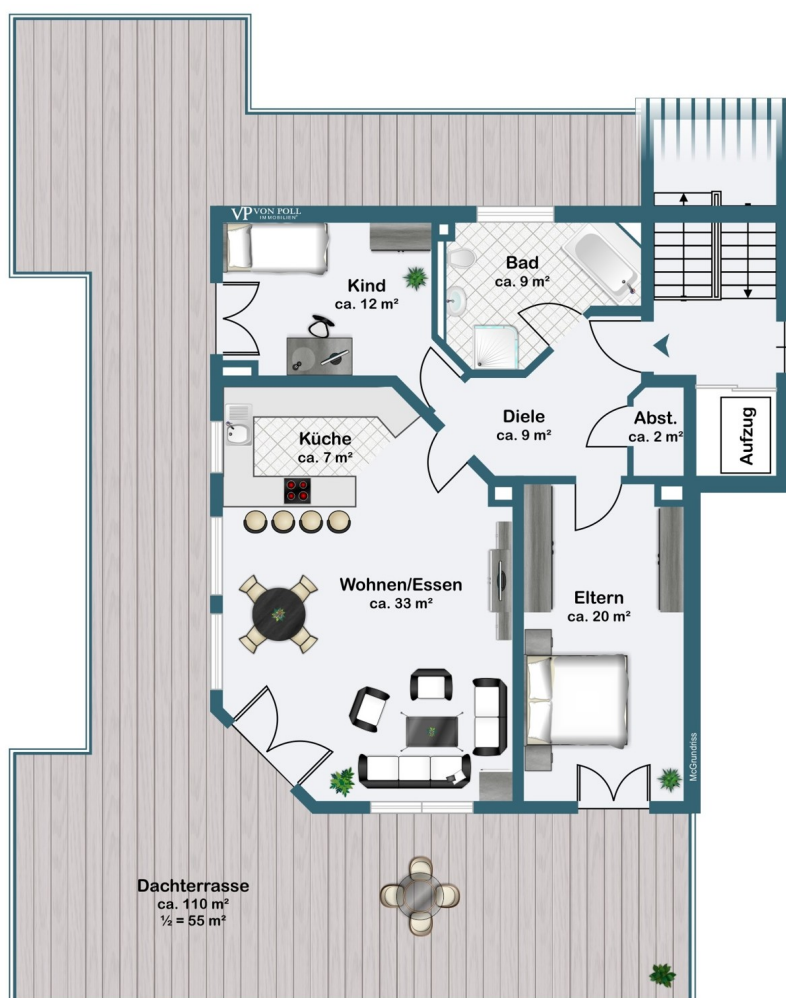 VP VON POLL
IMMOBILIEN®
Kind
ca. 12 m²
Bad
ca. 9 m²
Küche
ca. 7 m²
Diele
ca. 9 m²
Abst.
ca. 2 m²
Aufzug
Wohnen/Essen
ca. 33 m²
Eltern
ca. 20 m²
McGrundriss
Dachterrasse
ca. 110 m²
½ = 55 m²